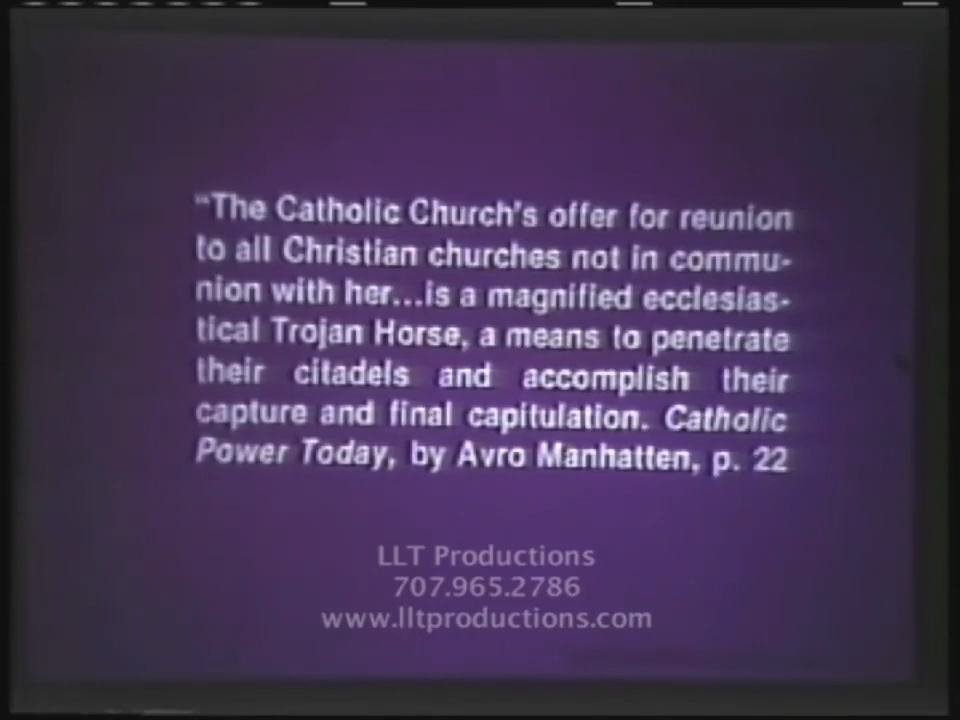 “The Catholic Church's offer for reunion
to all Christian churches not in commu-
nion with her...is a magnified ecclesias-
tical Trojan Horse, a means to penetrate
their citadels and accomplish their
capture and final capitulation. Catholic
Power Today, by Avro Manhatten, p. 22
LLT Productions
707.965.2786
www.lltproductions.com